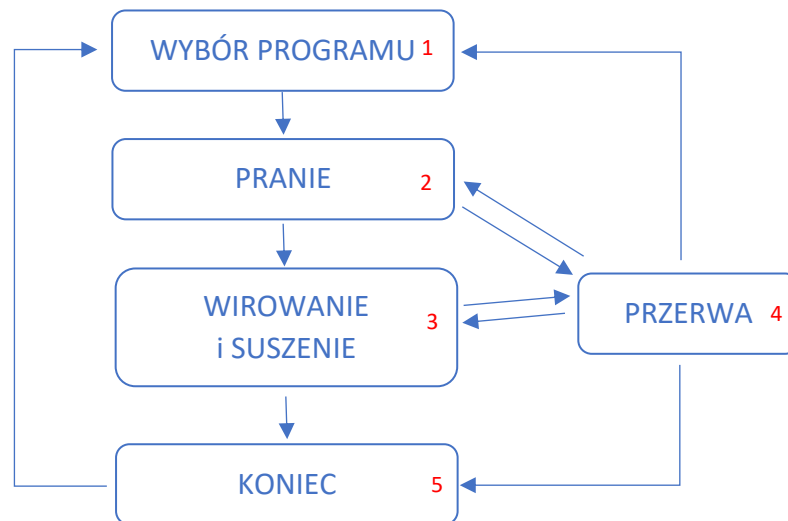 WYBÓR PROGRAMU 1
PRANIE 2
WIROWANIE
i SUSZENIE 3
PRZERWA 4
KONIEC 5